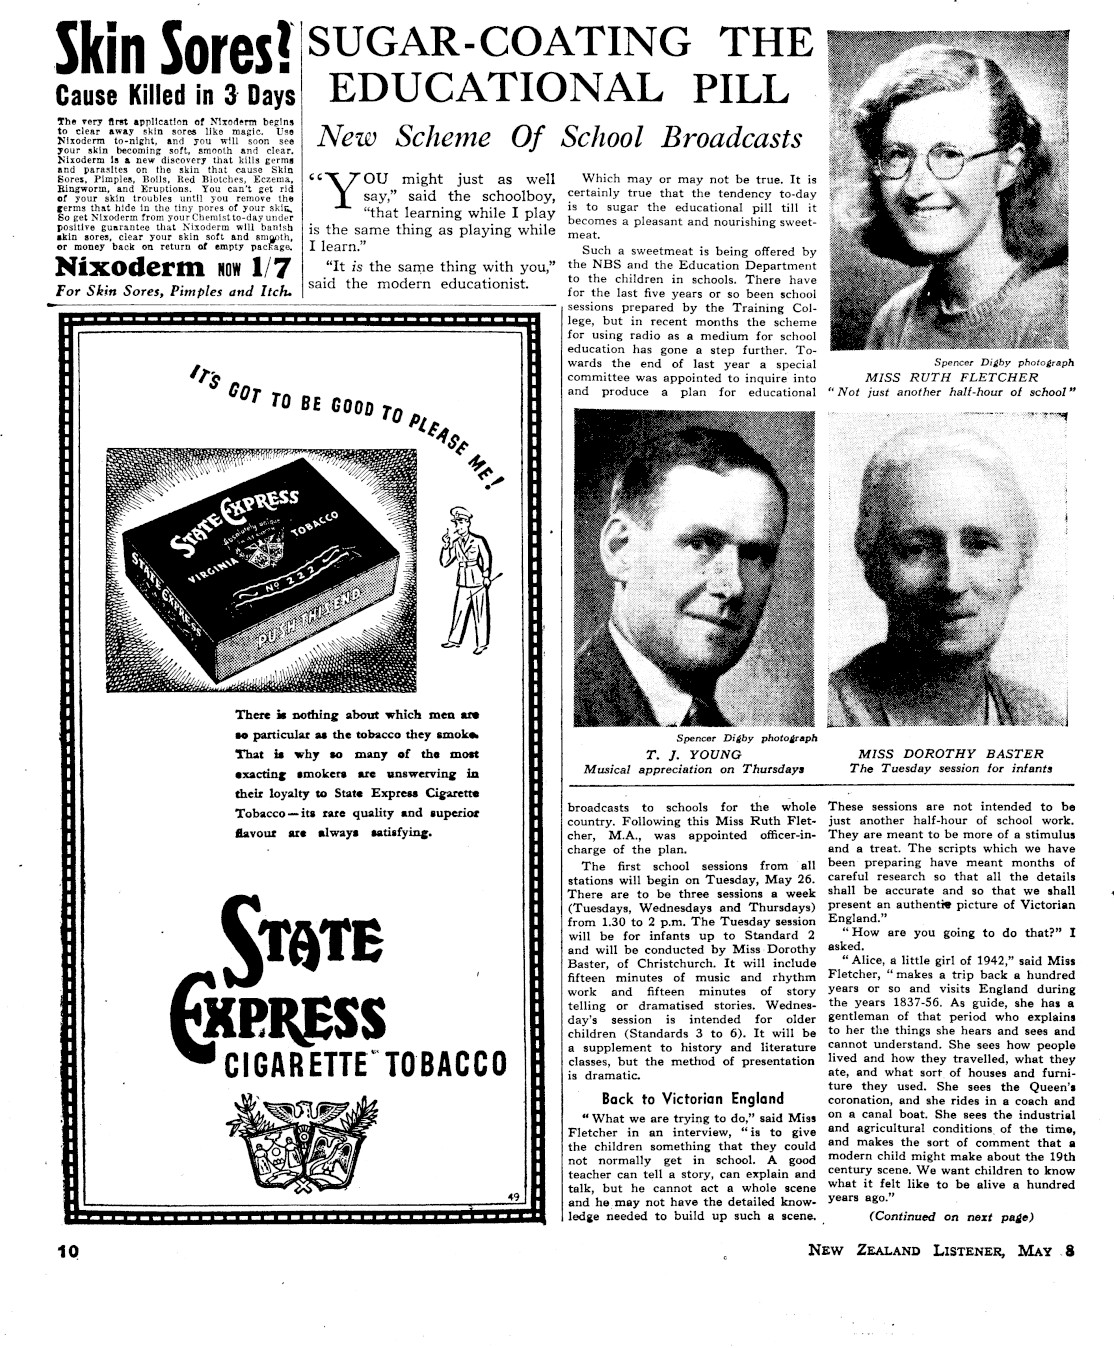 Skin Sores?
Cause Killed in 3 Days
The very first application of Nixoderm begins
to clear away skin sores like magic. Use
Nixoderm to-night, and you will soon see
your skin becoming soft, smooth and clear.
Nixoderm is a new discovery that kills germs
and parasites on the skin that cause Skin
Sores, Pimples, Boils, Red Blotches, Eczema,
Ringworm, and Eruptions. You can't get rid
of your skin troubles until you remove the
germs that hide in the tiny pores of your skin.
So get Nixoderm from your Chemist to-day under
positive guarantee that Nixoderm will banish
skin sores, clear your skin soft and smooth,
or money back on return of empty package.
Nixoderm NOW 1/7
For Skin Sores, Pimples and Itch.
IT'S GOT TO BE GOOD TO PLEASE ME!
STATE EXPRESS
Absolutely unique
VIRGINIA TOBACCO
No 222
STATE EXPRESS
PUSH THIS END
There is nothing about which men are
so particular as the tobacco they smoke.
That is why so many of the most
exacting smokers are unswerving in
their loyalty to State Express Cigarette
Tobacco—its rare quality and superior
flavour are always satisfying.
STATE
EXPRESS
CIGARETTE TOBACCO
49
SUGAR-COATING THE
EDUCATIONAL PILL
New Scheme Of School Broadcasts
“YOU might just as well
say,” said the schoolboy,
“that learning while I play
is the same thing as playing while
I learn.”
“It is the same thing with you,”
said the modern educationist.
Which may or may not be true. It is
certainly true that the tendency to-day
is to sugar the educational pill till it
becomes a pleasant and nourishing sweet-
meat.
Such a sweetmeat is being offered by
the NBS and the Education Department
to the children in schools. There have
for the last five years or so been school
sessions prepared by the Training Col-
lege, but in recent months the scheme
for using radio as a medium for school
education has gone a step further. To-
wards the end of last year a special
committee was appointed to inquire into
and produce a plan for educational
Spencer Digby photograph
MISS RUTH FLETCHER
“Not just another half-hour of school”
Spencer Digby photograph
T. J. YOUNG
Musical appreciation on Thursdays
MISS DOROTHY BASTER
The Tuesday session for infants
broadcasts to schools for the whole
country. Following this Miss Ruth Flet-
cher, M.A., was appointed officer-in-
charge of the plan.
The first school sessions from all
stations will begin on Tuesday, May 26.
There are to be three sessions a week
(Tuesdays, Wednesdays and Thursdays)
from 1.30 to 2 p.m. The Tuesday session
will be for infants up to Standard 2
and will be conducted by Miss Dorothy
Baster, of Christchurch. It will include
fifteen minutes of music and rhythm
work and fifteen minutes of story
telling or dramatised stories. Wednes-
day's session is intended for older
children (Standards 3 to 6). It will be
a supplement to history and literature
classes, but the method of presentation
is dramatic.
Back to Victorian England
“What we are trying to do,” said Miss
Fletcher in an interview, “is to give
the children something that they could
not normally get in school. A good
teacher can tell a story, can explain and
talk, but he cannot act a whole scene
and he may not have the detailed know-
ledge needed to build up such a scene.
These sessions are not intended to be
just another half-hour of school work.
They are meant to be more of a stimulus
and a treat. The scripts which we have
been preparing have meant months of
careful research so that all the details
shall be accurate and so that we shall
present an authentic picture of Victorian
England.”
“How are you going to do that?” I
asked.
“Alice, a little girl of 1942,” said Miss
Fletcher, “makes a trip back a hundred
years or so and visits England during
the years 1837-56. As guide, she has a
gentleman of that period who explains
to her the things she hears and sees and
cannot understand. She sees how people
lived and how they travelled, what they
ate, and what sort of houses and furni-
ture they used. She sees the Queen's
coronation, and she rides in a coach and
on a canal boat. She sees the industrial
and agricultural conditions of the time,
and makes the sort of comment that a
modern child might make about the 19th
century scene. We want children to know
what it felt like to be alive a hundred
years ago.”
(Continued on next page)
10
NEW ZEALAND LISTENER, MAY 8